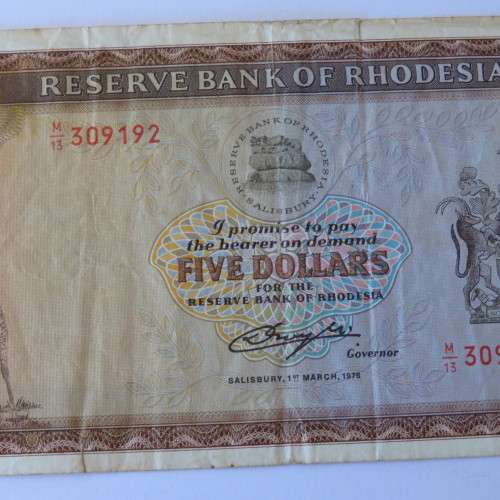 RESERVE BANK OF RHODESIA
M/13 309192
RESERVE BANK OF RHODESIA
SALISBURY
I promise to pay
the bearer on demand
FIVE DOLLARS
FOR THE
RESERVE BANK OF RHODESIA
Governor
M/13 309
SALISBURY, 1ST MARCH, 1976